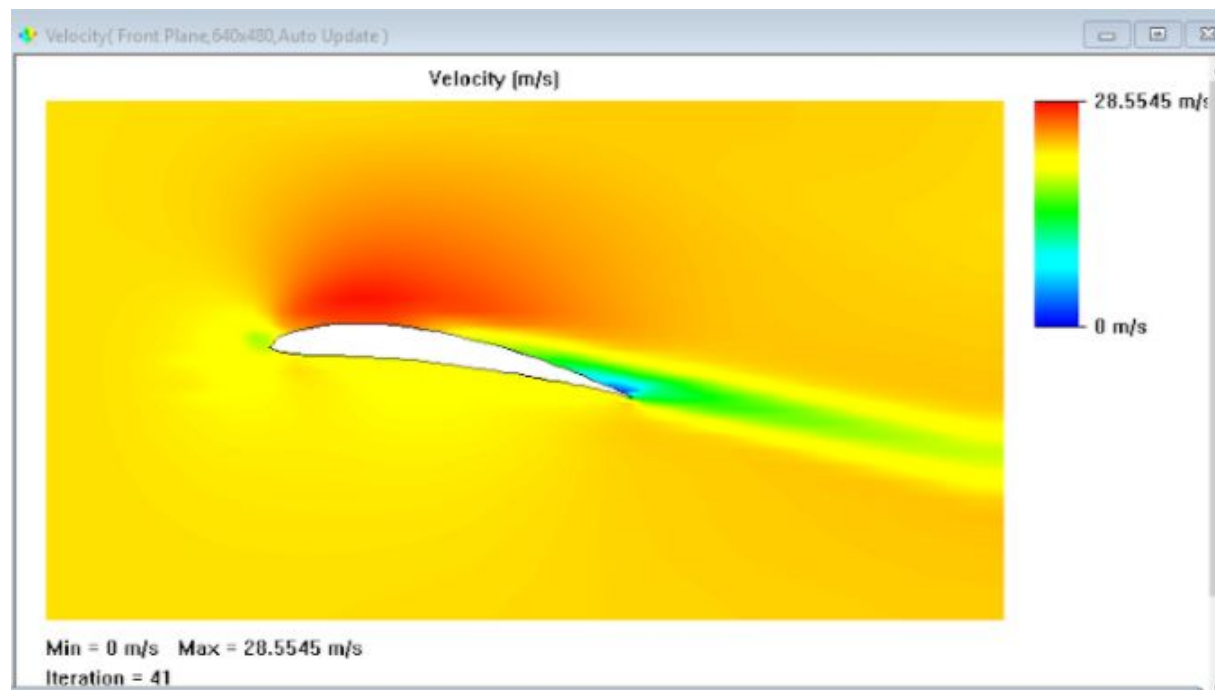 Velocity( Front Plane,640x480,Auto Update )
Velocity (m/s)
28.5545 m/s
0 m/s
Min = 0 m/s   Max = 28.5545 m/s
Iteration = 41